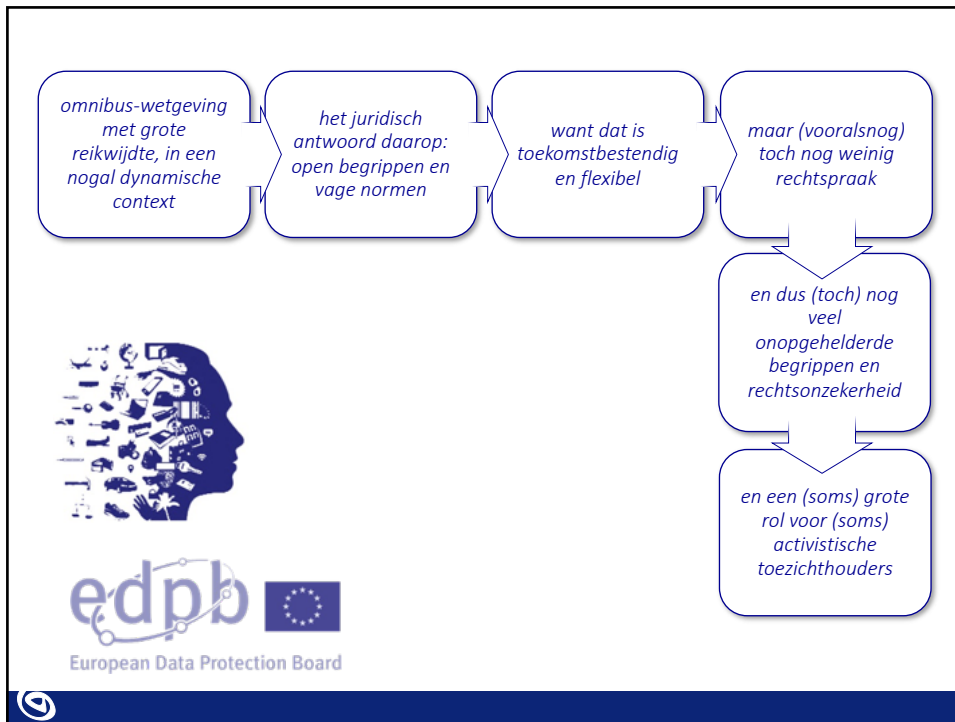 omnibus-wetgeving
met grote
reikwijdte, in een
nogal dynamische
context
het juridisch
antwoord daarop:
open begrippen en
vage normen
want dat is
toekomstbestendig
en flexibel
maar (vooralsnog)
toch nog weinig
rechtspraak
en dus (toch) nog
veel
onopgehelderde
begrippen en
rechtsonzekerheid
en een (soms) grote
rol voor (soms)
activistische
toezichthouders
edpb
European Data Protection Board